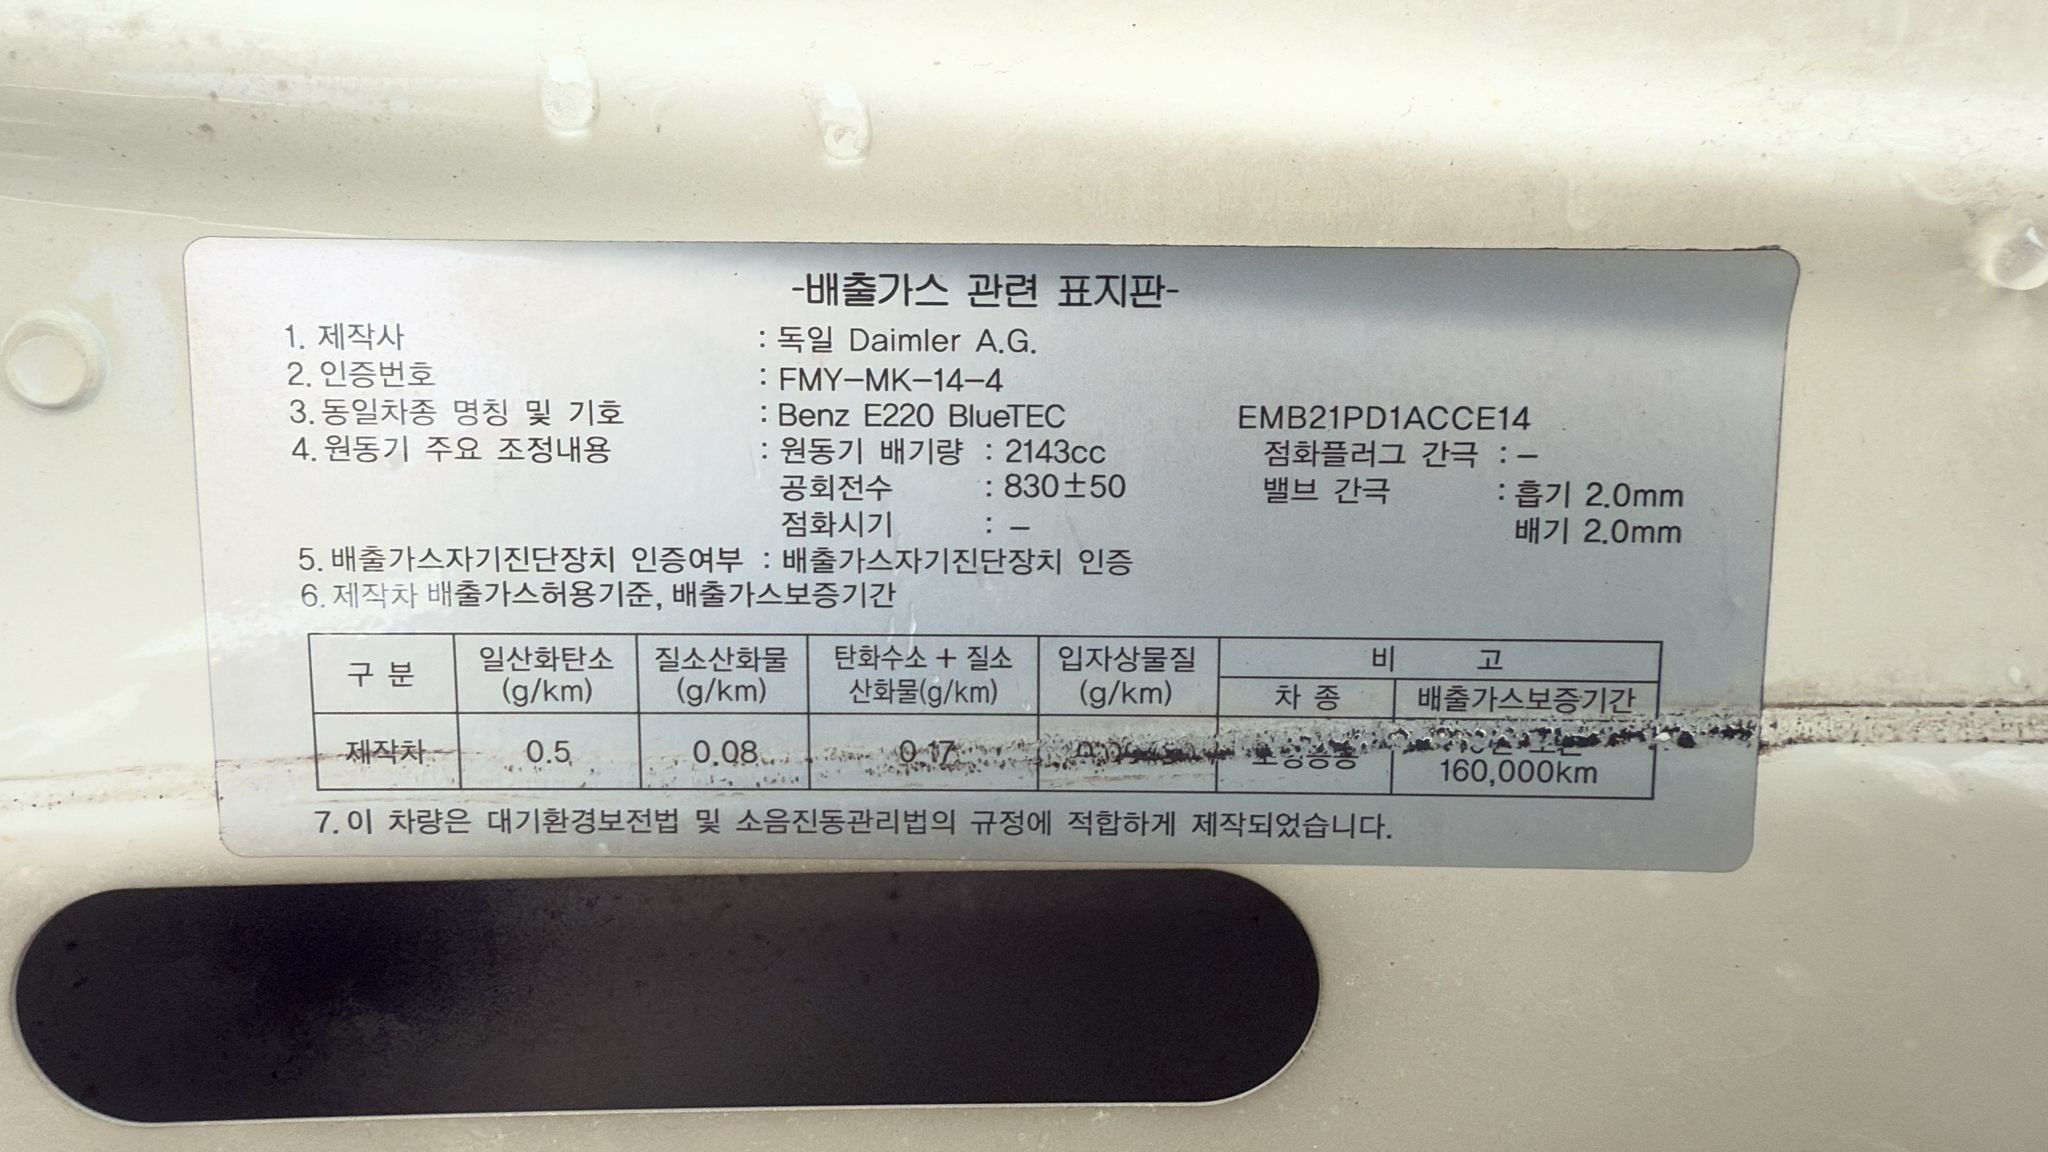 -배출가스 관련 표지판-
1. 제작사 : 독일 Daimler A.G.
2. 인증번호 : FMY-MK-14-4
3. 동일차종 명칭 및 기호 : Benz E220 BlueTEC EMB21PD1ACCE14
4. 원동기 주요 조정내용 : 원동기 배기량 : 2143cc 점화플러그 간극 : -
공회전수 : 830±50 밸브 간극 : 흡기 2.0mm
점화시기 : - 배기 2.0mm
5. 배출가스자기진단장치 인증여부 : 배출가스자기진단장치 인증
6. 제작차 배출가스허용기준, 배출가스보증기간
구 분 일산화탄소 (g/km) 질소산화물 (g/km) 탄화수소 + 질소 산화물(g/km) 입자상물질 (g/km) 비 고
차 종 배출가스보증기간
제작차 0.5 0.08 0.17
160,000km
7. 이 차량은 대기환경보전법 및 소음진동관리법의 규정에 적합하게 제작되었습니다.